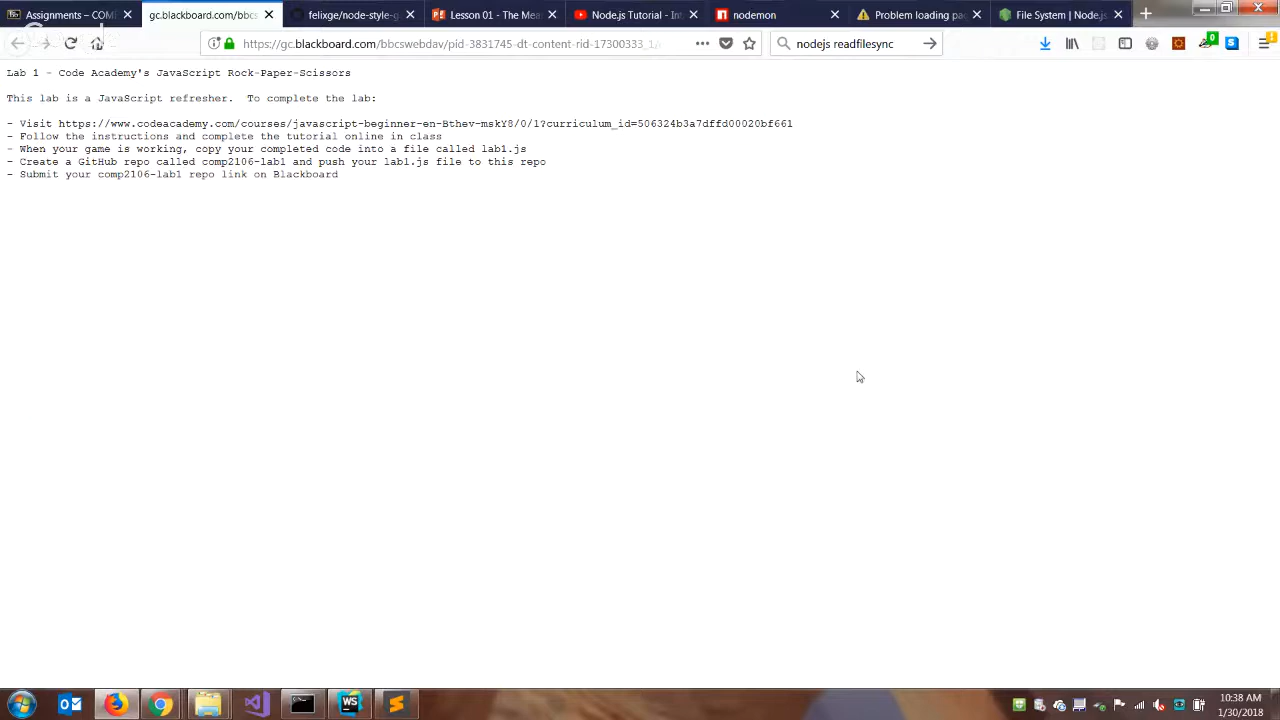 Assignments – COM
gc.blackboard.com/bbcs
felixge/node-style-g
Lesson 01 - The Mea
Node.js Tutorial - Int
nodemon
Problem loading pag
File System | Node.js
https://gc.blackboard.com/bbcswebdav/pid-3831745-dt-content-rid-17300333_1/
nodejs readfilesync
0
Lab 1 - Code Academy's JavaScript Rock-Paper-Scissors
This lab is a JavaScript refresher.  To complete the lab:
- Visit https://www.codeacademy.com/courses/javascript-beginner-en-Bthev-mskY8/0/1?curriculum_id=506324b3a7dffd00020bf661
- Follow the instructions and complete the tutorial online in class
- When your game is working, copy your completed code into a file called lab1.js
- Create a GitHub repo called comp2106-lab1 and push your lab1.js file to this repo
- Submit your comp2106-lab1 repo link on Blackboard
WS
10:38 AM
1/30/2018